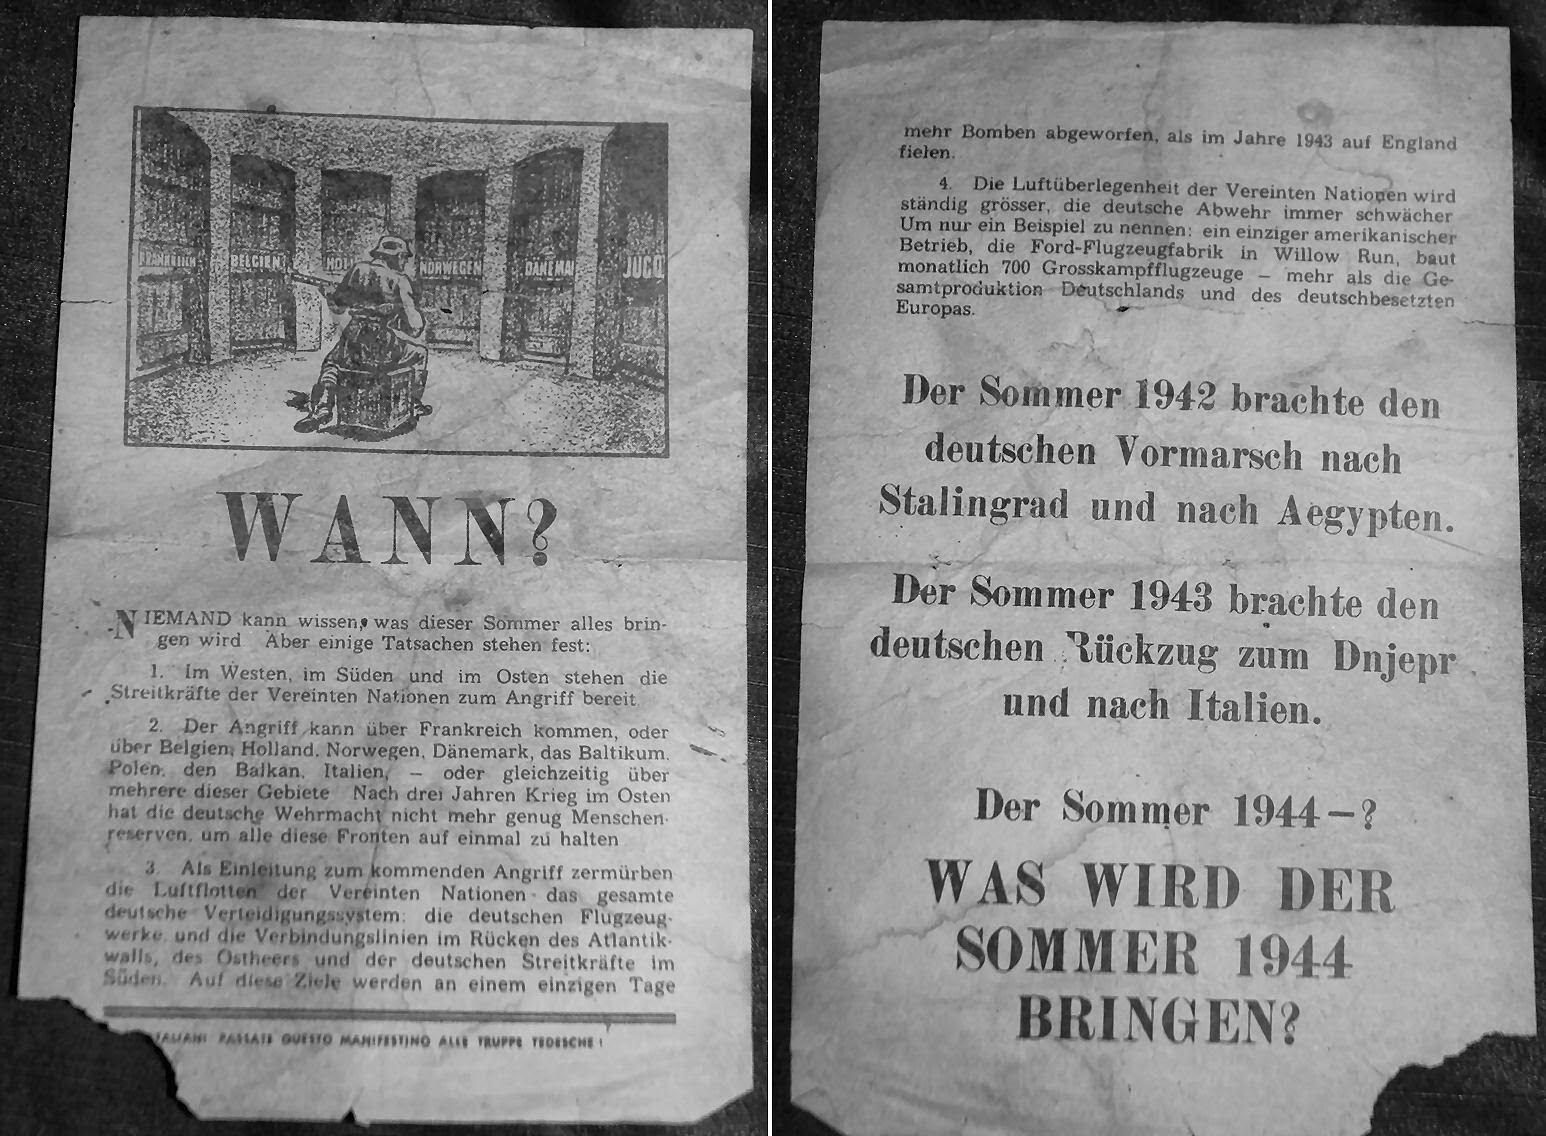 BELGIEN
NORWEGEN
DÄNEMA
JUGO
WANN?
NIEMAND kann wissen, was dieser Sommer alles brin-
gen wird Aber einige Tatsachen stehen fest:
1. Im Westen, im Süden und im Osten stehen die
Streitkräfte der Vereinten Nationen zum Angriff bereit.
2. Der Angriff kann über Frankreich kommen, oder
über Belgien, Holland, Norwegen, Dänemark, das Baltikum,
Polen, den Balkan, Italien, — oder gleichzeitig über
mehrere dieser Gebiete Nach drei Jahren Krieg im Osten
hat die deutsche Wehrmacht nicht mehr genug Menschen-
reserven, um alle diese Fronten auf einmal zu halten
3. Als Einleitung zum kommenden Angriff zermürben
die Luftflotten der Vereinten Nationen das gesamte
deutsche Verteidigungssystem: die deutschen Flugzeug-
werke und die Verbindungslinien im Rücken des Atlantik-
walls, des Ostheers und der deutschen Streitkräfte im
Süden. Auf diese Ziele werden an einem einzigen Tage
TALIANI PASSATE QUESTO MANIFESTINO ALLE TRUPPE TEDESCHE !
mehr Bomben abgeworfen, als im Jahre 1943 auf England
fielen.
4. Die Luftüberlegenheit der Vereinten Nationen wird
ständig grösser, die deutsche Abwehr immer schwächer
Um nur ein Beispiel zu nennen: ein einziger amerikanischer
Betrieb, die Ford-Flugzeugfabrik in Willow Run, baut
monatlich 700 Grosskampfflugzeuge — mehr als die Ge-
samtproduktion Deutschlands und des deutschbesetzten
Europas.
Der Sommer 1942 brachte den
deutschen Vormarsch nach
Stalingrad und nach Aegypten.
Der Sommer 1943 brachte den
deutschen Rückzug zum Dnjepr
und nach Italien.
Der Sommer 1944—?
WAS WIRD DER
SOMMER 1944
BRINGEN?